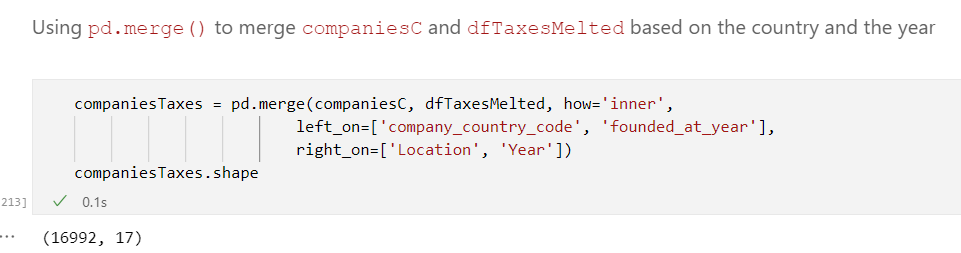 Using pd.merge() to merge companiesC and dfTaxesMelted based on the country and the year
companiesTaxes = pd.merge(companiesC, dfTaxesMelted, how='inner',
left_on=['company_country_code', 'founded_at_year'],
right_on=['Location', 'Year'])
companiesTaxes.shape
213] ✓ 0.1s
... (16992, 17)